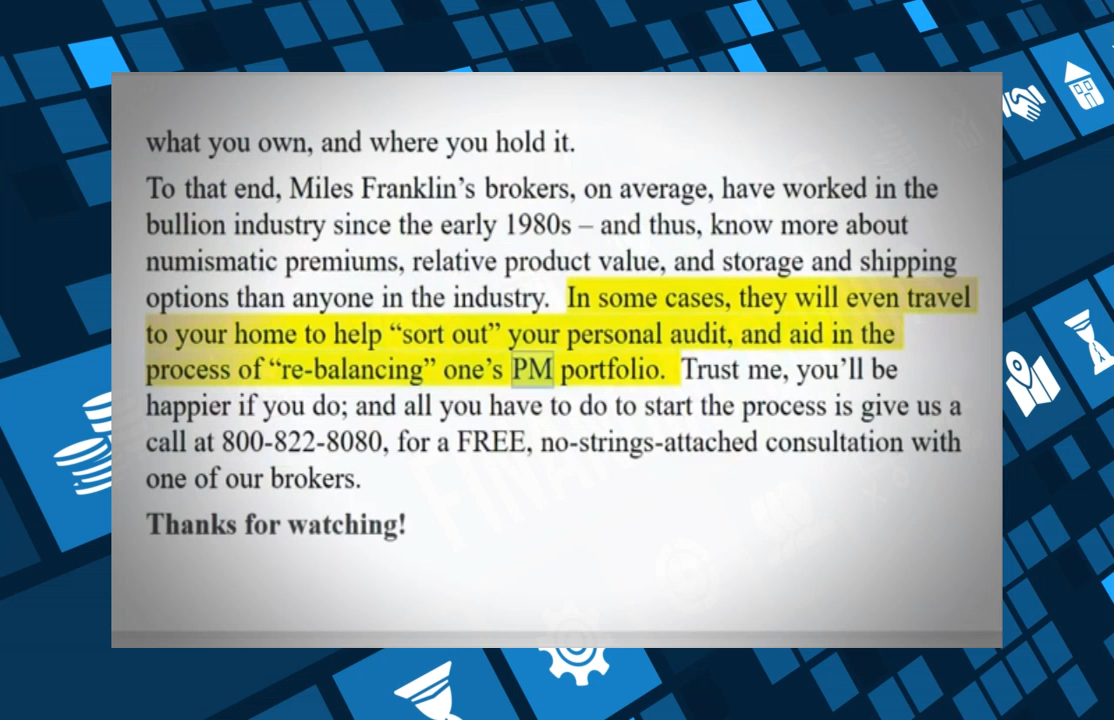 what you own, and where you hold it.
To that end, Miles Franklin’s brokers, on average, have worked in the
bullion industry since the early 1980s – and thus, know more about
numismatic premiums, relative product value, and storage and shipping
options than anyone in the industry. In some cases, they will even travel
to your home to help “sort out” your personal audit, and aid in the
process of “re-balancing” one’s PM portfolio. Trust me, you’ll be
happier if you do; and all you have to do to start the process is give us a
call at 800-822-8080, for a FREE, no-strings-attached consultation with
one of our brokers.
Thanks for watching!